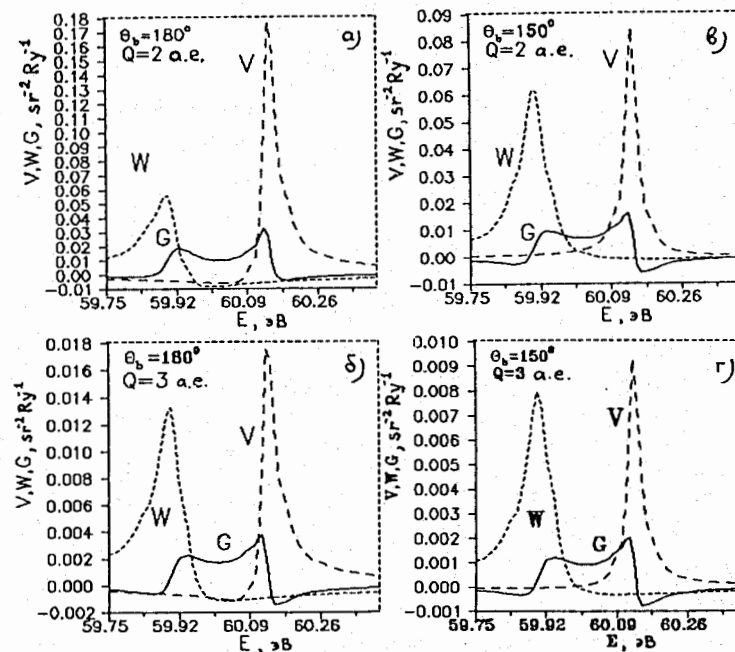 θb=180°
Q=2 а.е.
а)
V,W,G, sr⁻²Ry⁻¹
0.18
0.17
0.16
0.15
0.14
0.13
0.12
0.11
0.10
0.09
0.08
0.07
0.06
0.05
0.04
0.03
0.02
0.01
0.00
−0.01
W
G
V
59.75 59.92 60.09 60.26
E, эВ
θb=150°
Q=2 а.е.
в)
V,W,G, sr⁻²Ry⁻¹
0.09
0.08
0.07
0.06
0.05
0.04
0.03
0.02
0.01
0.00
−0.01
W
G
V
59.75 59.92 60.09 60.26
E, эВ
θb=180°
Q=3 а.е.
б)
V,W,G, sr⁻²Ry⁻¹
0.018
0.016
0.014
0.012
0.010
0.008
0.006
0.004
0.002
0.000
−0.002
W
G
V
59.75 59.92 60.09 60.26
E, эВ
θb=150°
Q=3 а.е.
г)
V,W,G, sr⁻²Ry⁻¹
0.010
0.009
0.008
0.007
0.006
0.005
0.004
0.003
0.002
0.001
0.000
−0.001
W
G
V
59.75 59.92 60.09 60.26
E, эВ